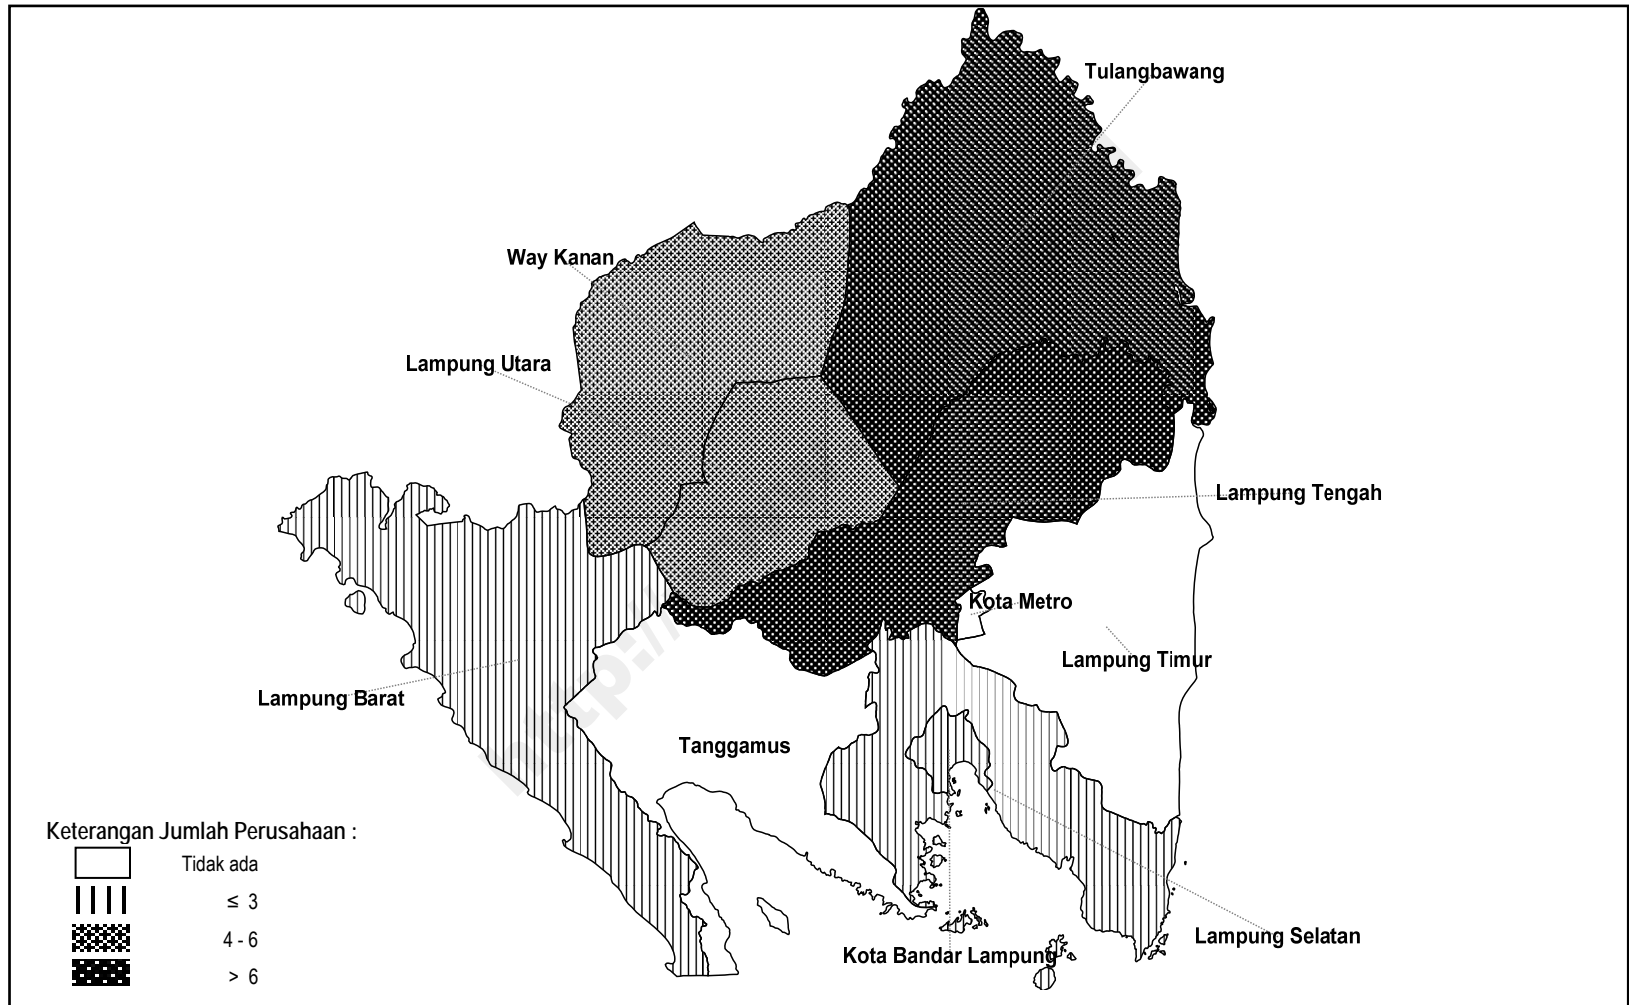 Tulangbawang
Way Kanan
Lampung Utara
Lampung Tengah
Kota Metro
Lampung Timur
Lampung Barat
Tanggamus
Keterangan Jumlah Perusahaan :
Tidak ada
≤ 3
4 - 6
> 6
Lampung Selatan
Kota Bandar Lampung
http://